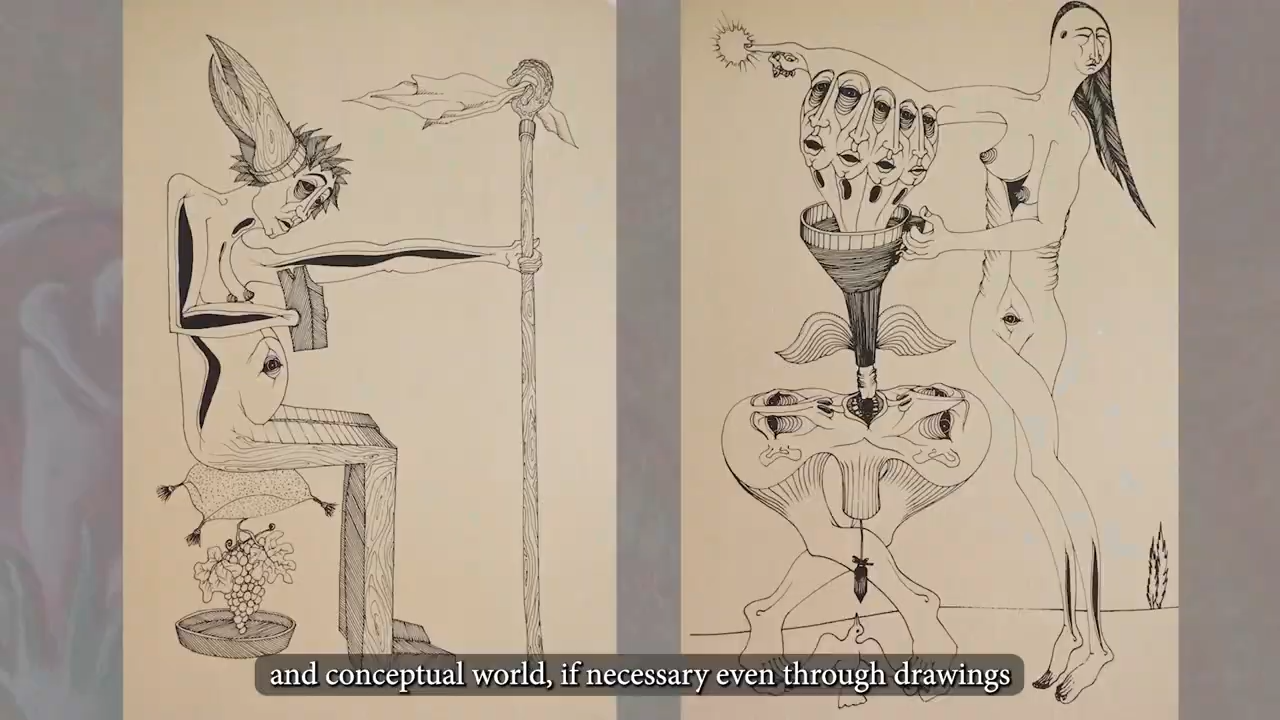 and conceptual world, if necessary even through drawings